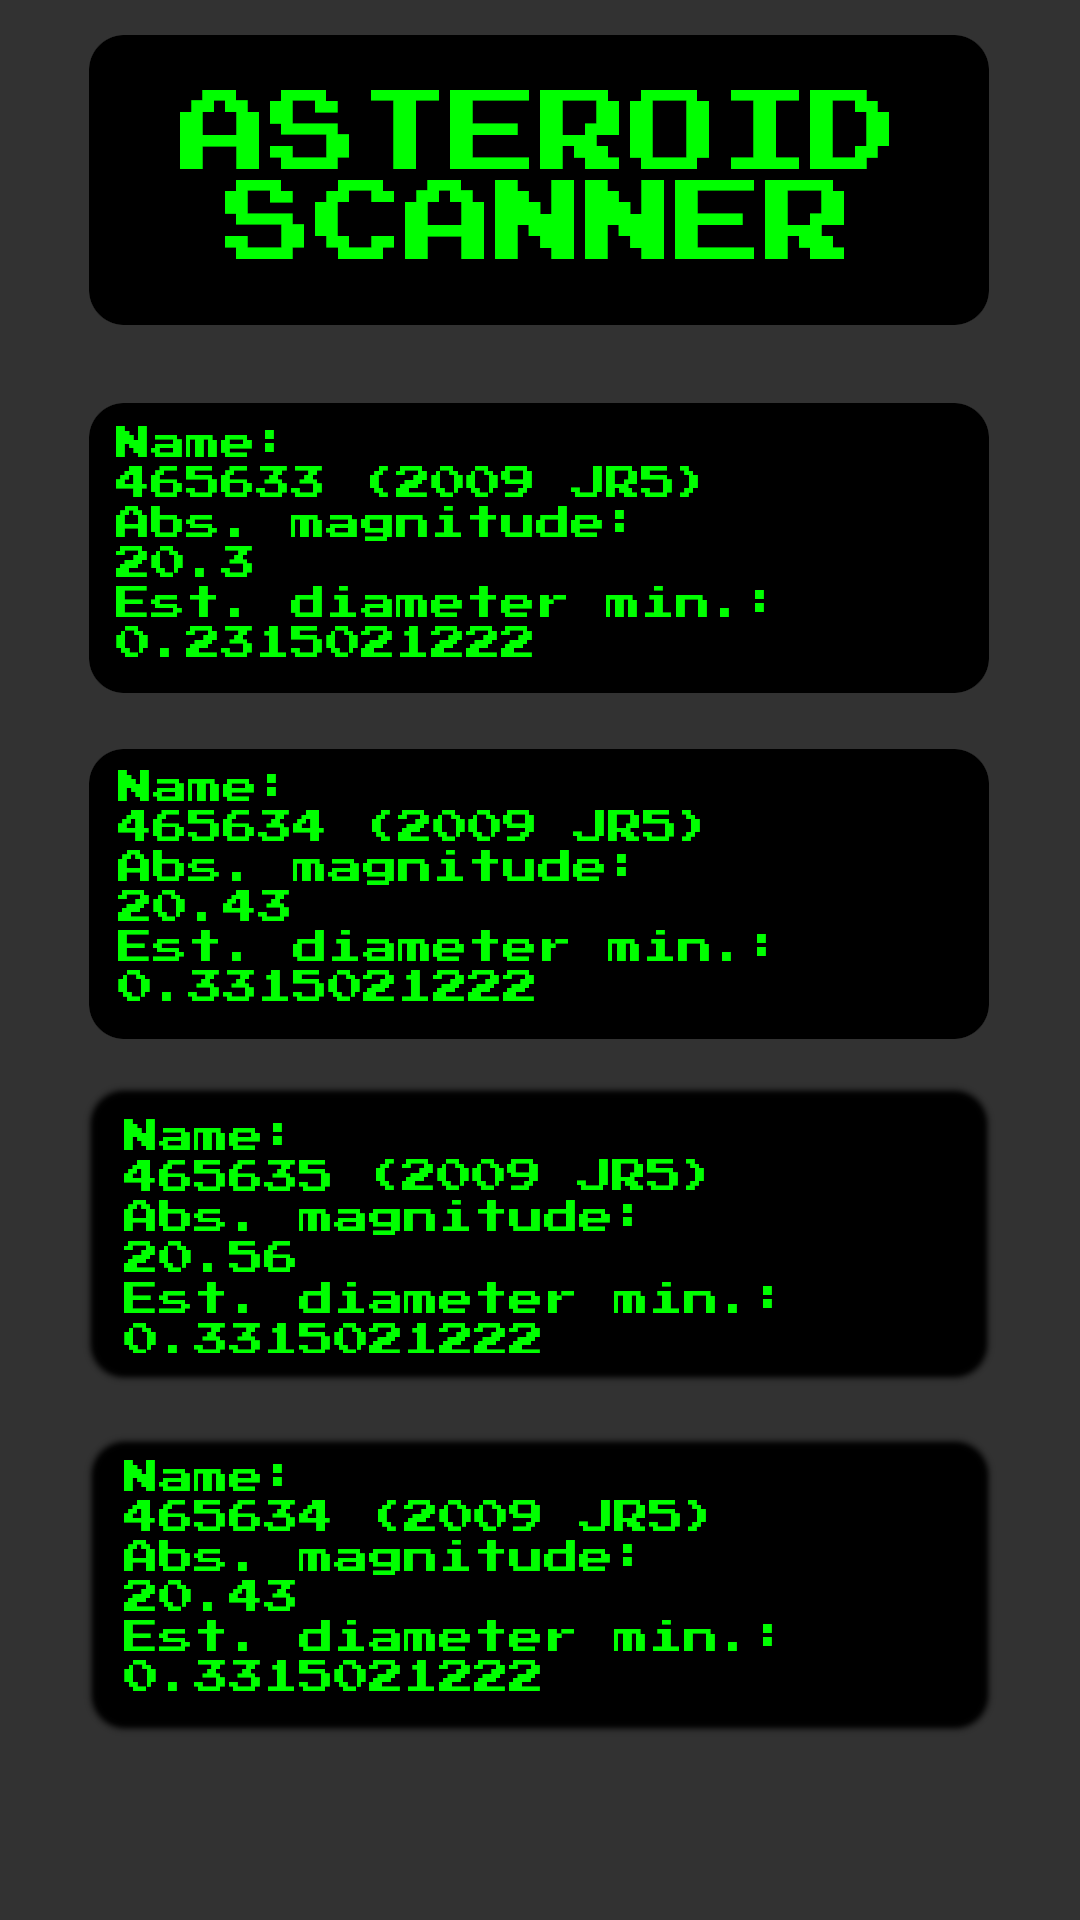 ASTEROID
SCANNER
Name:
465633 (2009 JR5)
Abs. magnitude:
20.3
Est. diameter min.:
0.2315021222
Name:
465634 (2009 JR5)
Abs. magnitude:
20.43
Est. diameter min.:
0.3315021222
Name:
465635 (2009 JR5)
Abs. magnitude:
20.56
Est. diameter min.:
0.3315021222
Name:
465634 (2009 JR5)
Abs. magnitude:
20.43
Est. diameter min.:
0.3315021222